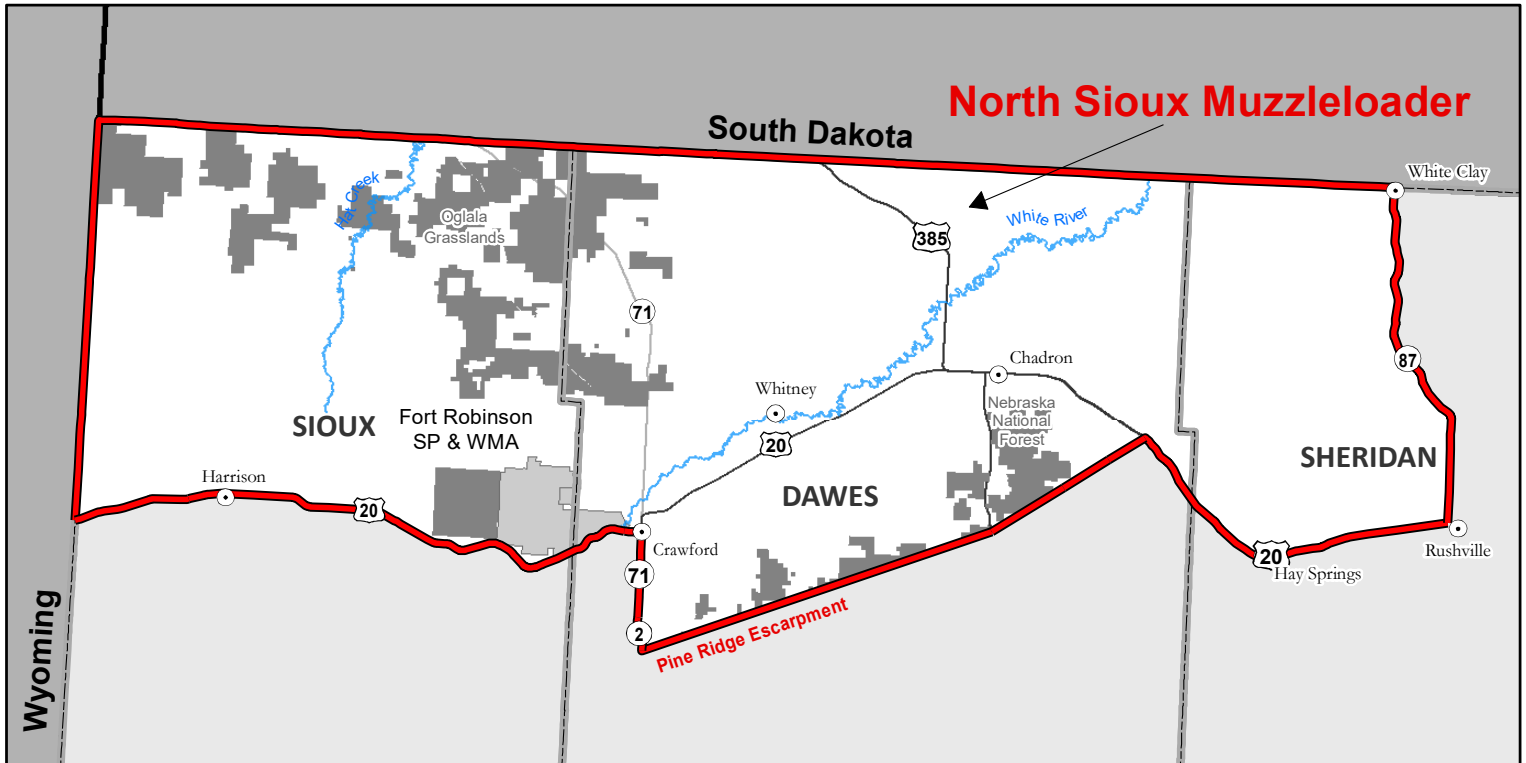 North Sioux Muzzleloader
South Dakota
White Clay
Hat Creek
Oglala
Grasslands
White River
385
71
87
Chadron
Whitney
Nebraska
National
Forest
SIOUX
Fort Robinson
SP & WMA
20
SHERIDAN
Harrison
DAWES
20
Crawford
Rushville
20
Hay Springs
71
2
Pine Ridge Escarpment
Wyoming